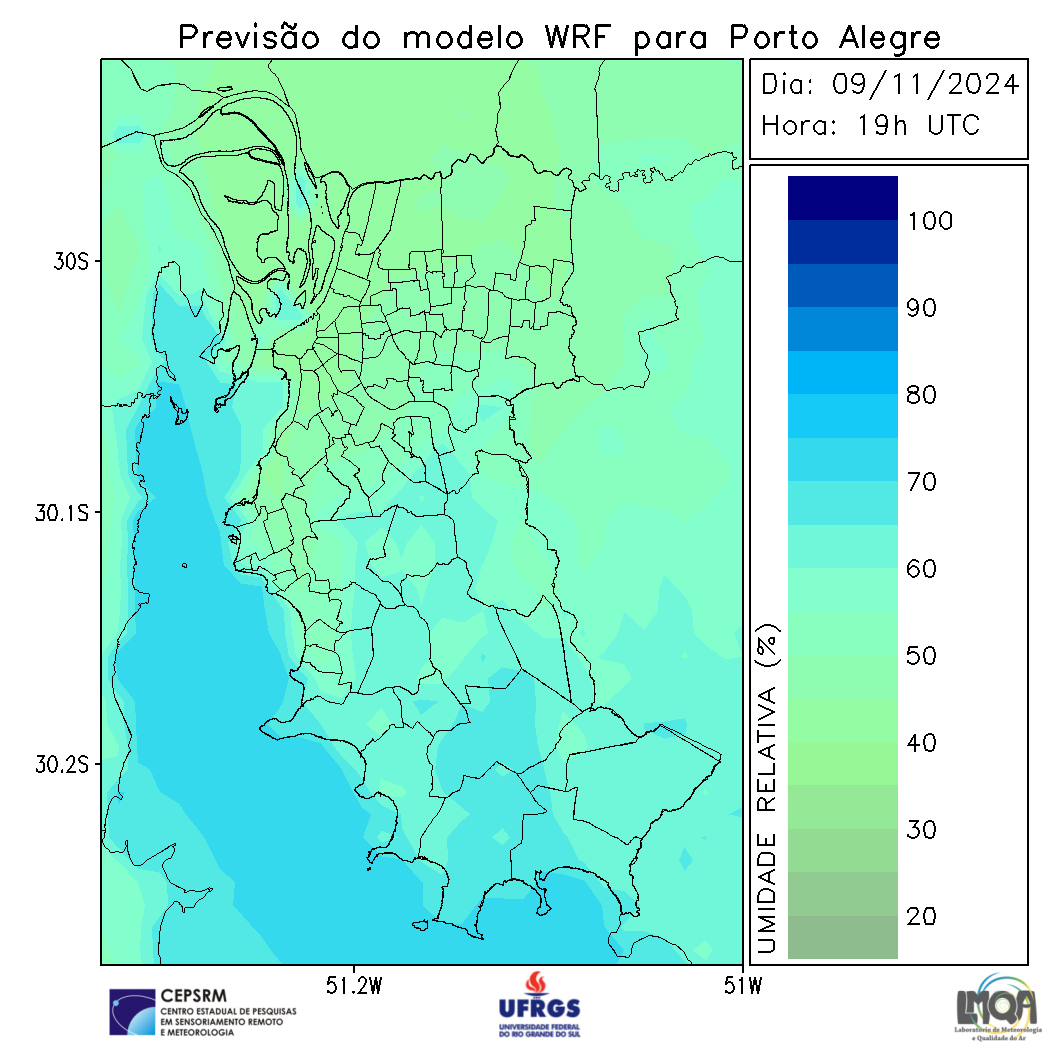 Previsão do modelo WRF para Porto Alegre
Dia: 09/11/2024
Hora: 19h UTC
30S
30.1S
30.2S
51.2W
51W
100
90
80
70
60
50
40
30
20
UMIDADE RELATIVA (%)
CEPSRM
CENTRO ESTADUAL DE PESQUISAS
EM SENSORIAMENTO REMOTO
E METEOROLOGIA
UFRGS
UNIVERSIDADE FEDERAL
DO RIO GRANDE DO SUL
LMQA
Laboratório de Meteorologia
e Qualidade do Ar